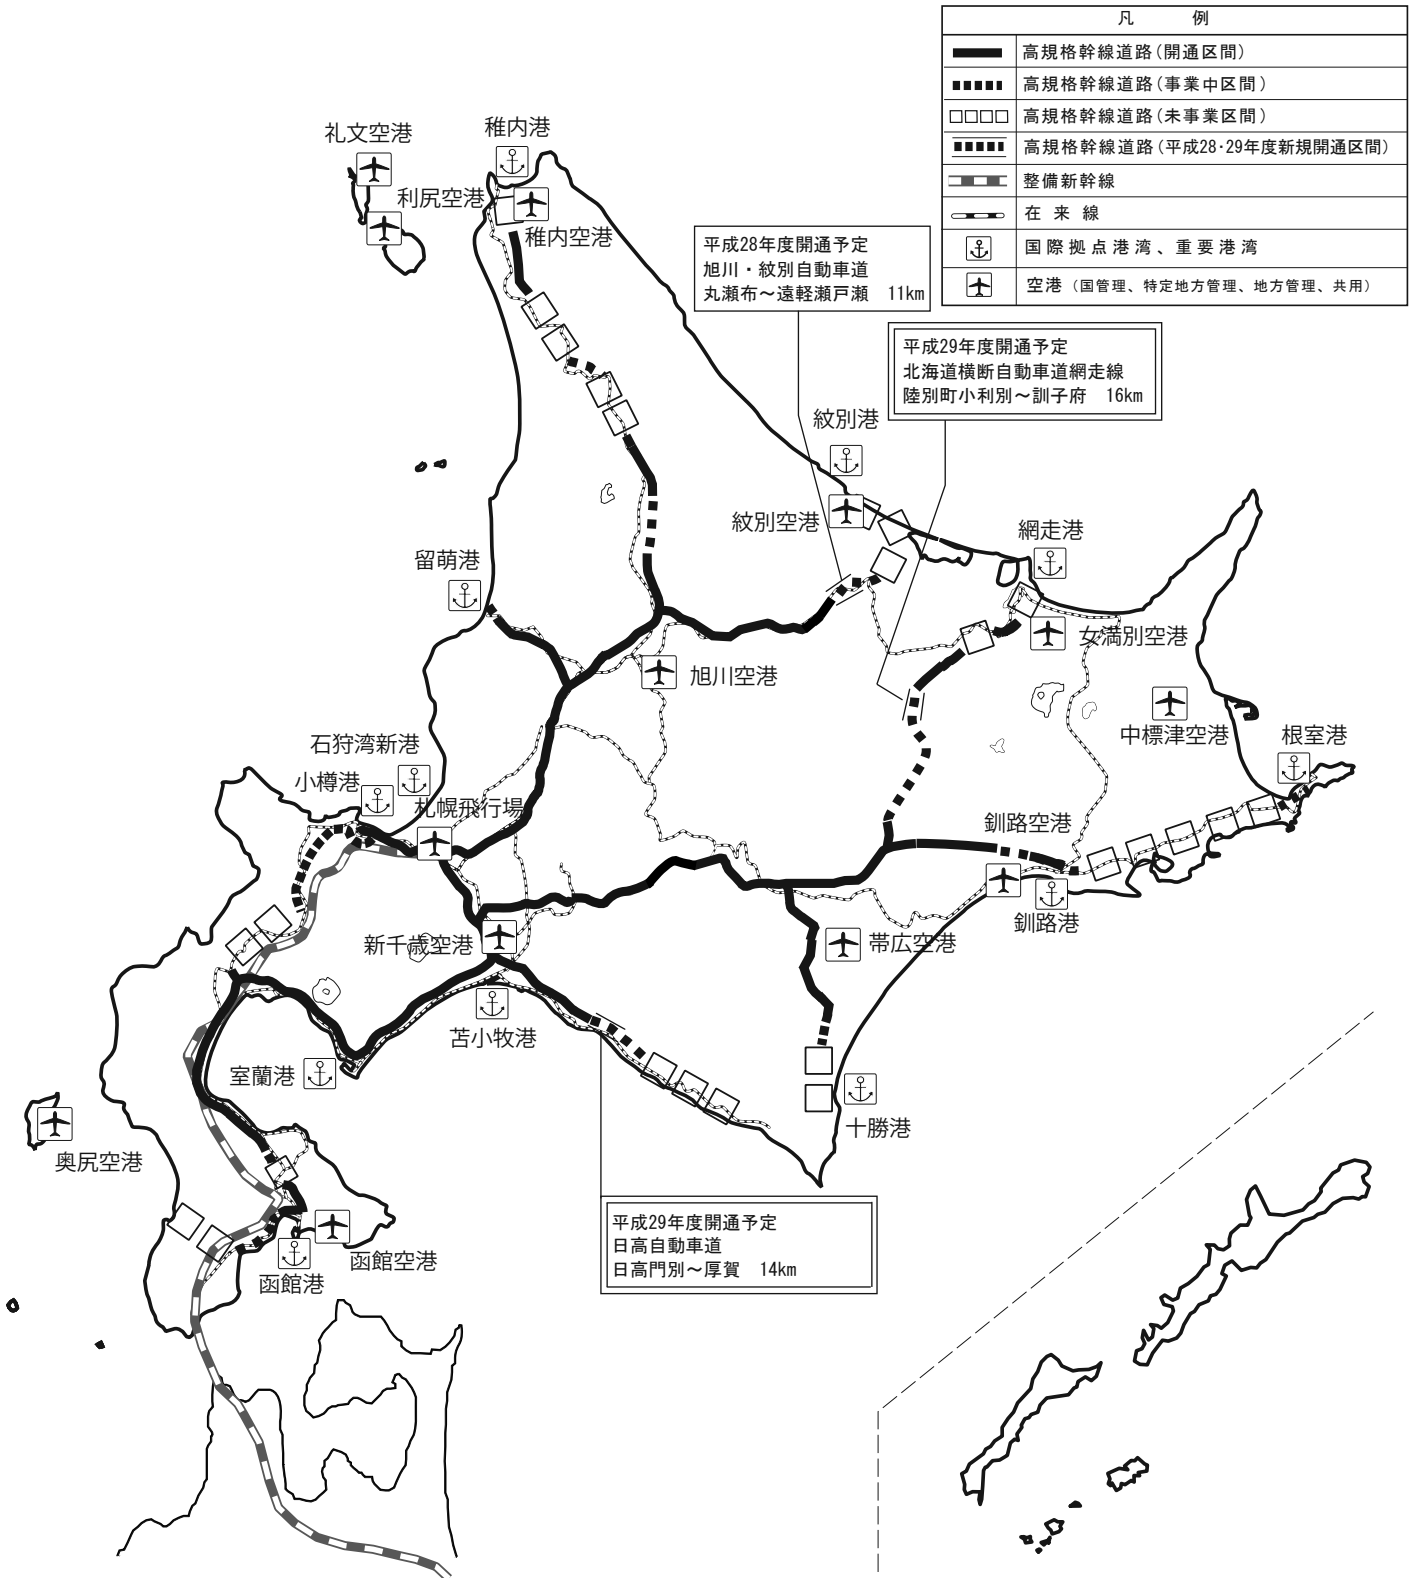 凡　例
高規格幹線道路(開通区間)
高規格幹線道路(事業中区間)
高規格幹線道路(未事業区間)
高規格幹線道路(平成28･29年度新規開通区間)
整備新幹線
在来線
国際拠点港湾、重要港湾
空港（国管理、特定地方管理、地方管理、共用）
礼文空港
稚内港
利尻空港
稚内空港
平成28年度開通予定
旭川・紋別自動車道
丸瀬布～遠軽瀬戸瀬　11km
平成29年度開通予定
北海道横断自動車道網走線
陸別町小利別～訓子府　16km
紋別港
紋別空港
網走港
留萌港
女満別空港
旭川空港
中標津空港
根室港
石狩湾新港
小樽港
札幌飛行場
釧路空港
釧路港
新千歳空港
帯広空港
苫小牧港
室蘭港
十勝港
奥尻空港
平成29年度開通予定
日高自動車道
日高門別～厚賀　14km
函館空港
函館港